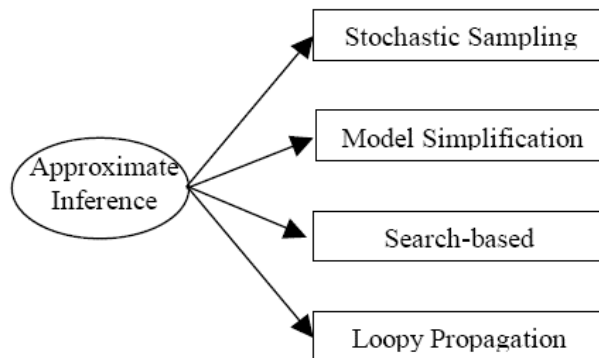 Stochastic Sampling
Model Simplification
Approximate
Inference
Search-based
Loopy Propagation